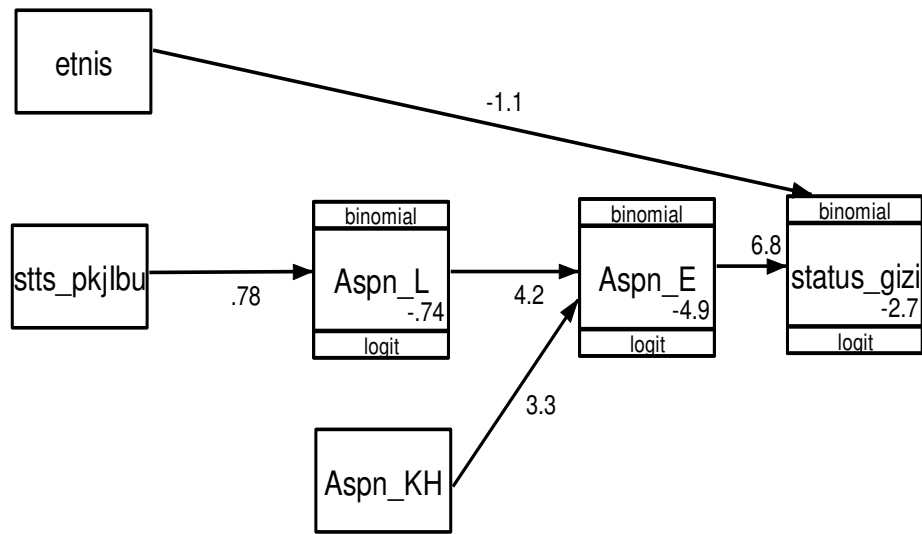 etnis
-1.1
binomial
binomial
binomial
6.8
stts_pkjlbu
.78
Aspn_L
-.74
4.2
Aspn_E
-4.9
status_gizi
-2.7
logit
logit
logit
3.3
Aspn_KH